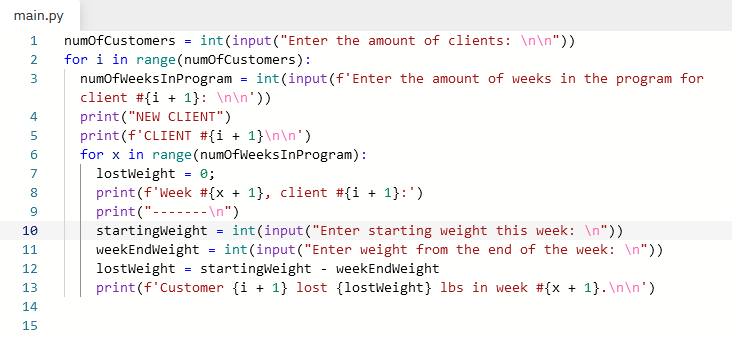 main.py
1 numOfCustomers = int(input("Enter the amount of clients: \n\n"))
2 for i in range(numOfCustomers):
3 numOfWeeksInProgram = int(input(f'Enter the amount of weeks in the program for
client #{i + 1}: \n\n'))
4 print("NEW CLIENT")
5 print(f'CLIENT #{i + 1}\n\n')
6 for x in range(numOfWeeksInProgram):
7 lostWeight = 0;
8 print(f'Week #{x + 1}, client #{i + 1}:')
9 print("-------\n")
10 startingWeight = int(input("Enter starting weight this week: \n"))
11 weekEndWeight = int(input("Enter weight from the end of the week: \n"))
12 lostWeight = startingWeight - weekEndWeight
13 print(f'Customer {i + 1} lost {lostWeight} lbs in week #{x + 1}.\n\n')
14
15